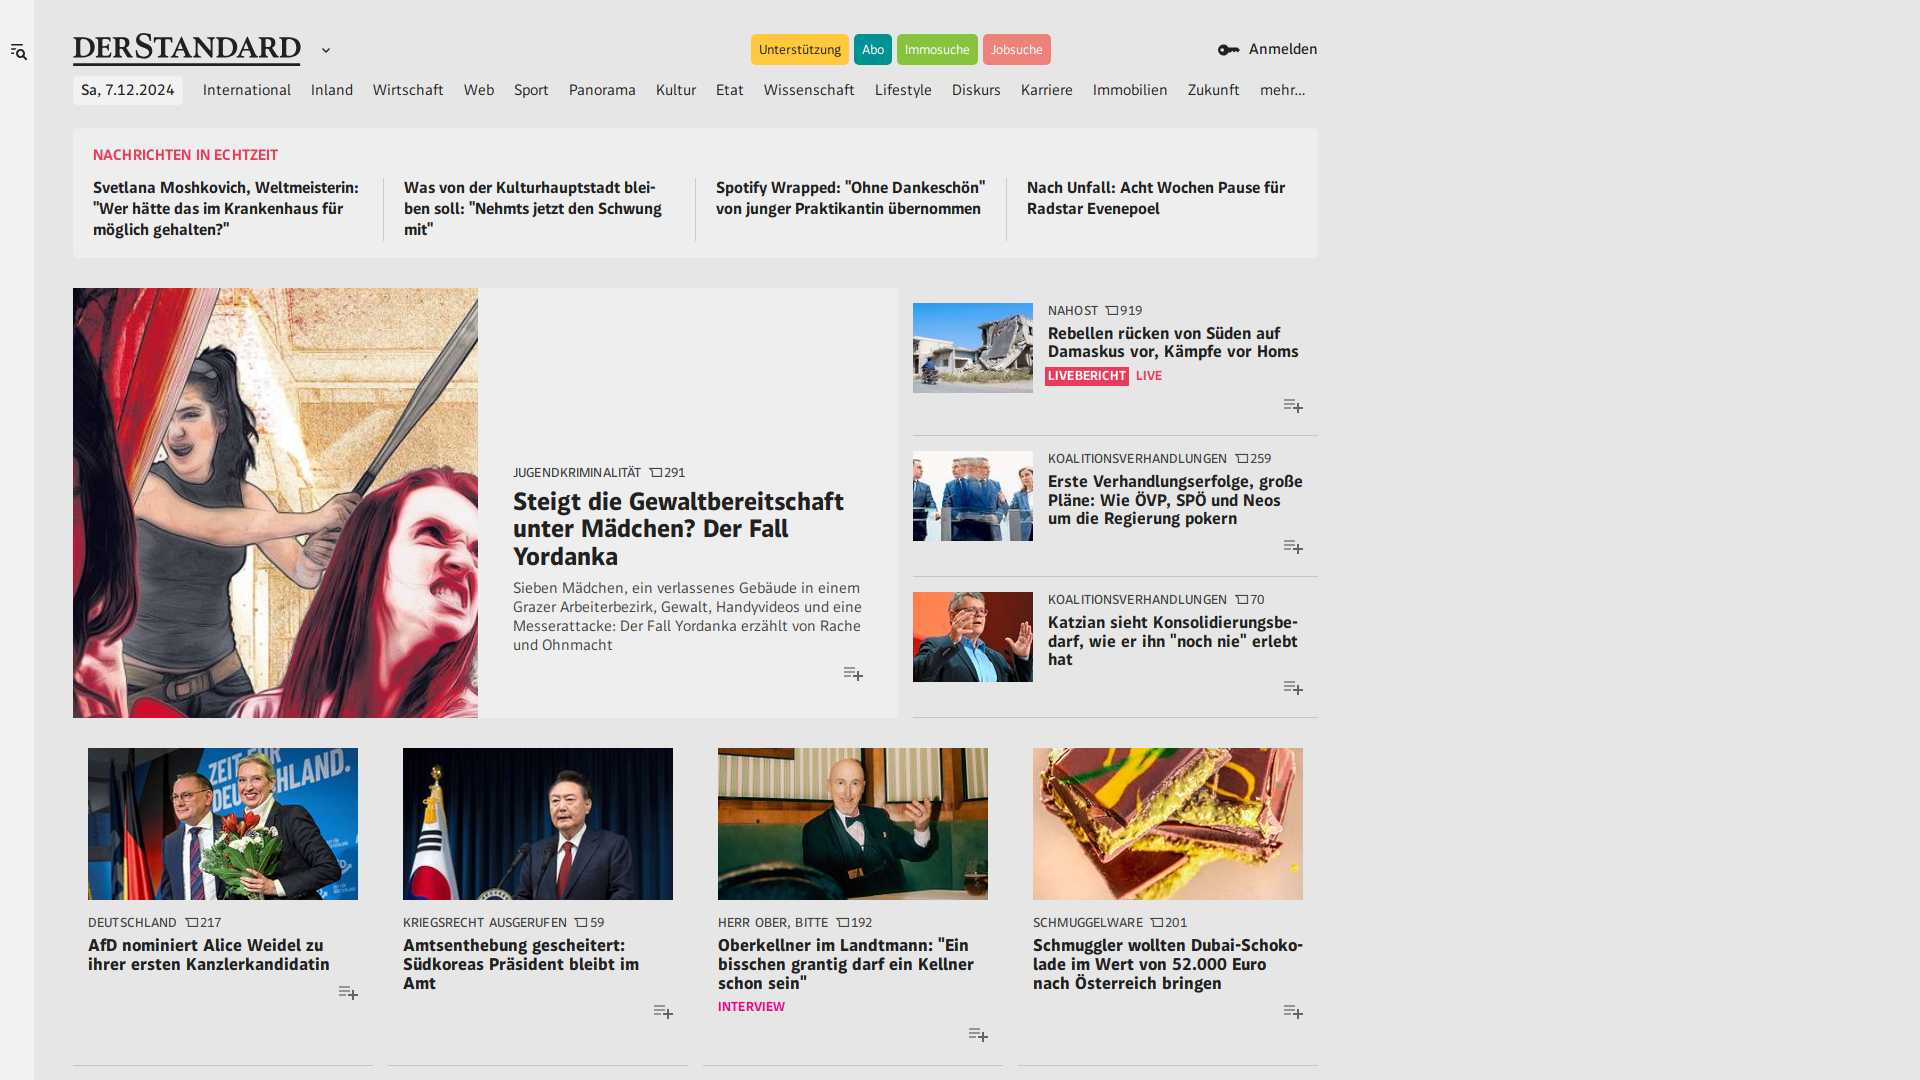 DERSTANDARD
Unterstützung
Abo
Immosuche
Jobsuche
Anmelden
Sa, 7.12.2024
International
Inland
Wirtschaft
Web
Sport
Panorama
Kultur
Etat
Wissenschaft
Lifestyle
Diskurs
Karriere
Immobilien
Zukunft
mehr...
NACHRICHTEN IN ECHTZEIT
Svetlana Moshkovich, Weltmeisterin:
"Wer hätte das im Krankenhaus für
möglich gehalten?"
Was von der Kulturhauptstadt blei-
ben soll: "Nehmts jetzt den Schwung
mit"
Spotify Wrapped: "Ohne Dankeschön"
von junger Praktikantin übernommen
Nach Unfall: Acht Wochen Pause für
Radstar Evenepoel
JUGENDKRIMINALITÄT 291
Steigt die Gewaltbereitschaft
unter Mädchen? Der Fall
Yordanka
Sieben Mädchen, ein verlassenes Gebäude in einem
Grazer Arbeiterbezirk, Gewalt, Handyvideos und eine
Messerattacke: Der Fall Yordanka erzählt von Rache
und Ohnmacht
NAHOST 919
Rebellen rücken von Süden auf
Damaskus vor, Kämpfe vor Homs
LIVEBERICHT LIVE
KOALITIONSVERHANDLUNGEN 259
Erste Verhandlungserfolge, große
Pläne: Wie ÖVP, SPÖ und Neos
um die Regierung pokern
KOALITIONSVERHANDLUNGEN 70
Katzian sieht Konsolidierungsbe-
darf, wie er ihn "noch nie" erlebt
hat
ZEIT FÜR
DEUTSCHLAND.
DEUTSCHLAND 217
AfD nominiert Alice Weidel zu
ihrer ersten Kanzlerkandidatin
KRIEGSRECHT AUSGERUFEN 59
Amtsenthebung gescheitert:
Südkoreas Präsident bleibt im
Amt
HERR OBER, BITTE 192
Oberkellner im Landtmann: "Ein
bisschen grantig darf ein Kellner
schon sein"
INTERVIEW
SCHMUGGELWARE 201
Schmuggler wollten Dubai-Schoko-
lade im Wert von 52.000 Euro
nach Österreich bringen